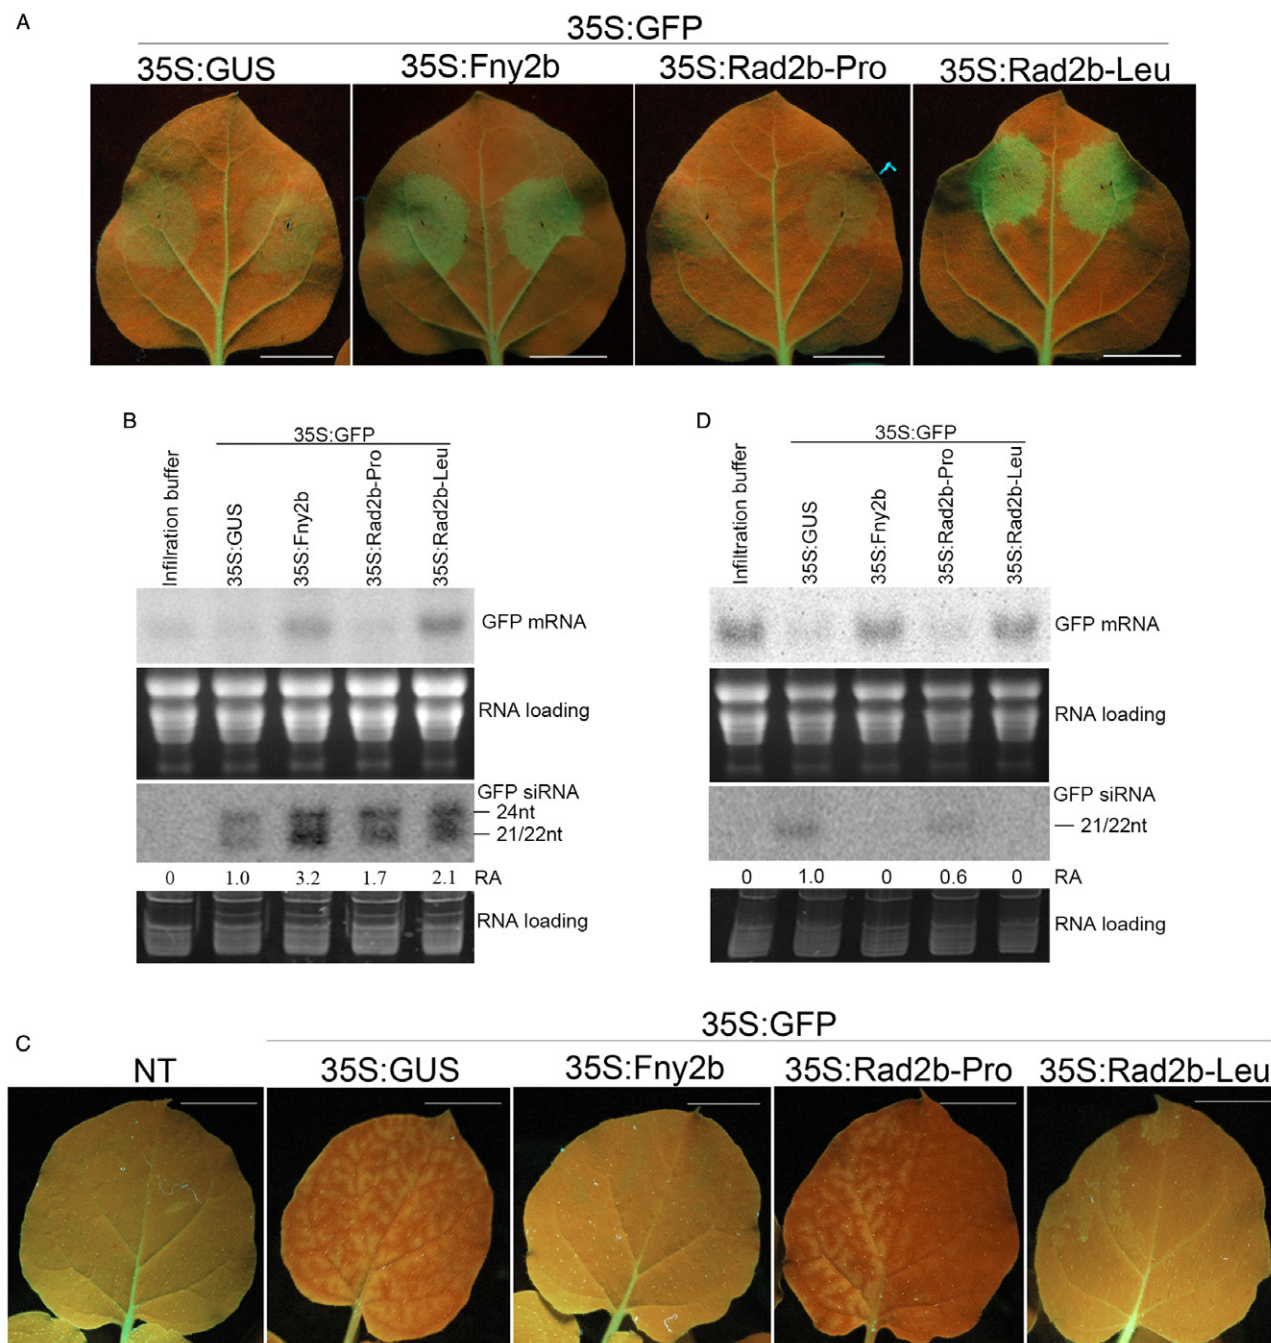 A
35S:GFP
35S:GUS 35S:Fny2b 35S:Rad2b-Pro 35S:Rad2b-Leu
B
35S:GFP
Infilration buffer
35S:GUS
35S:Fny2b
35S:Rad2b-Pro
35S:Rad2b-Leu
GFP mRNA
RNA loading
GFP siRNA
24nt
21/22nt
0 1.0 3.2 1.7 2.1 RA
RNA loading
D
35S:GFP
Infiltration buffer
35S:GUS
35S:Fny2b
35S:Rad2b-Pro
35S:Rad2b-Leu
GFP mRNA
RNA loading
GFP siRNA
21/22nt
0 1.0 0 0.6 0 RA
RNA loading
C
35S:GFP
NT 35S:GUS 35S:Fny2b 35S:Rad2b-Pro 35S:Rad2b-Leu